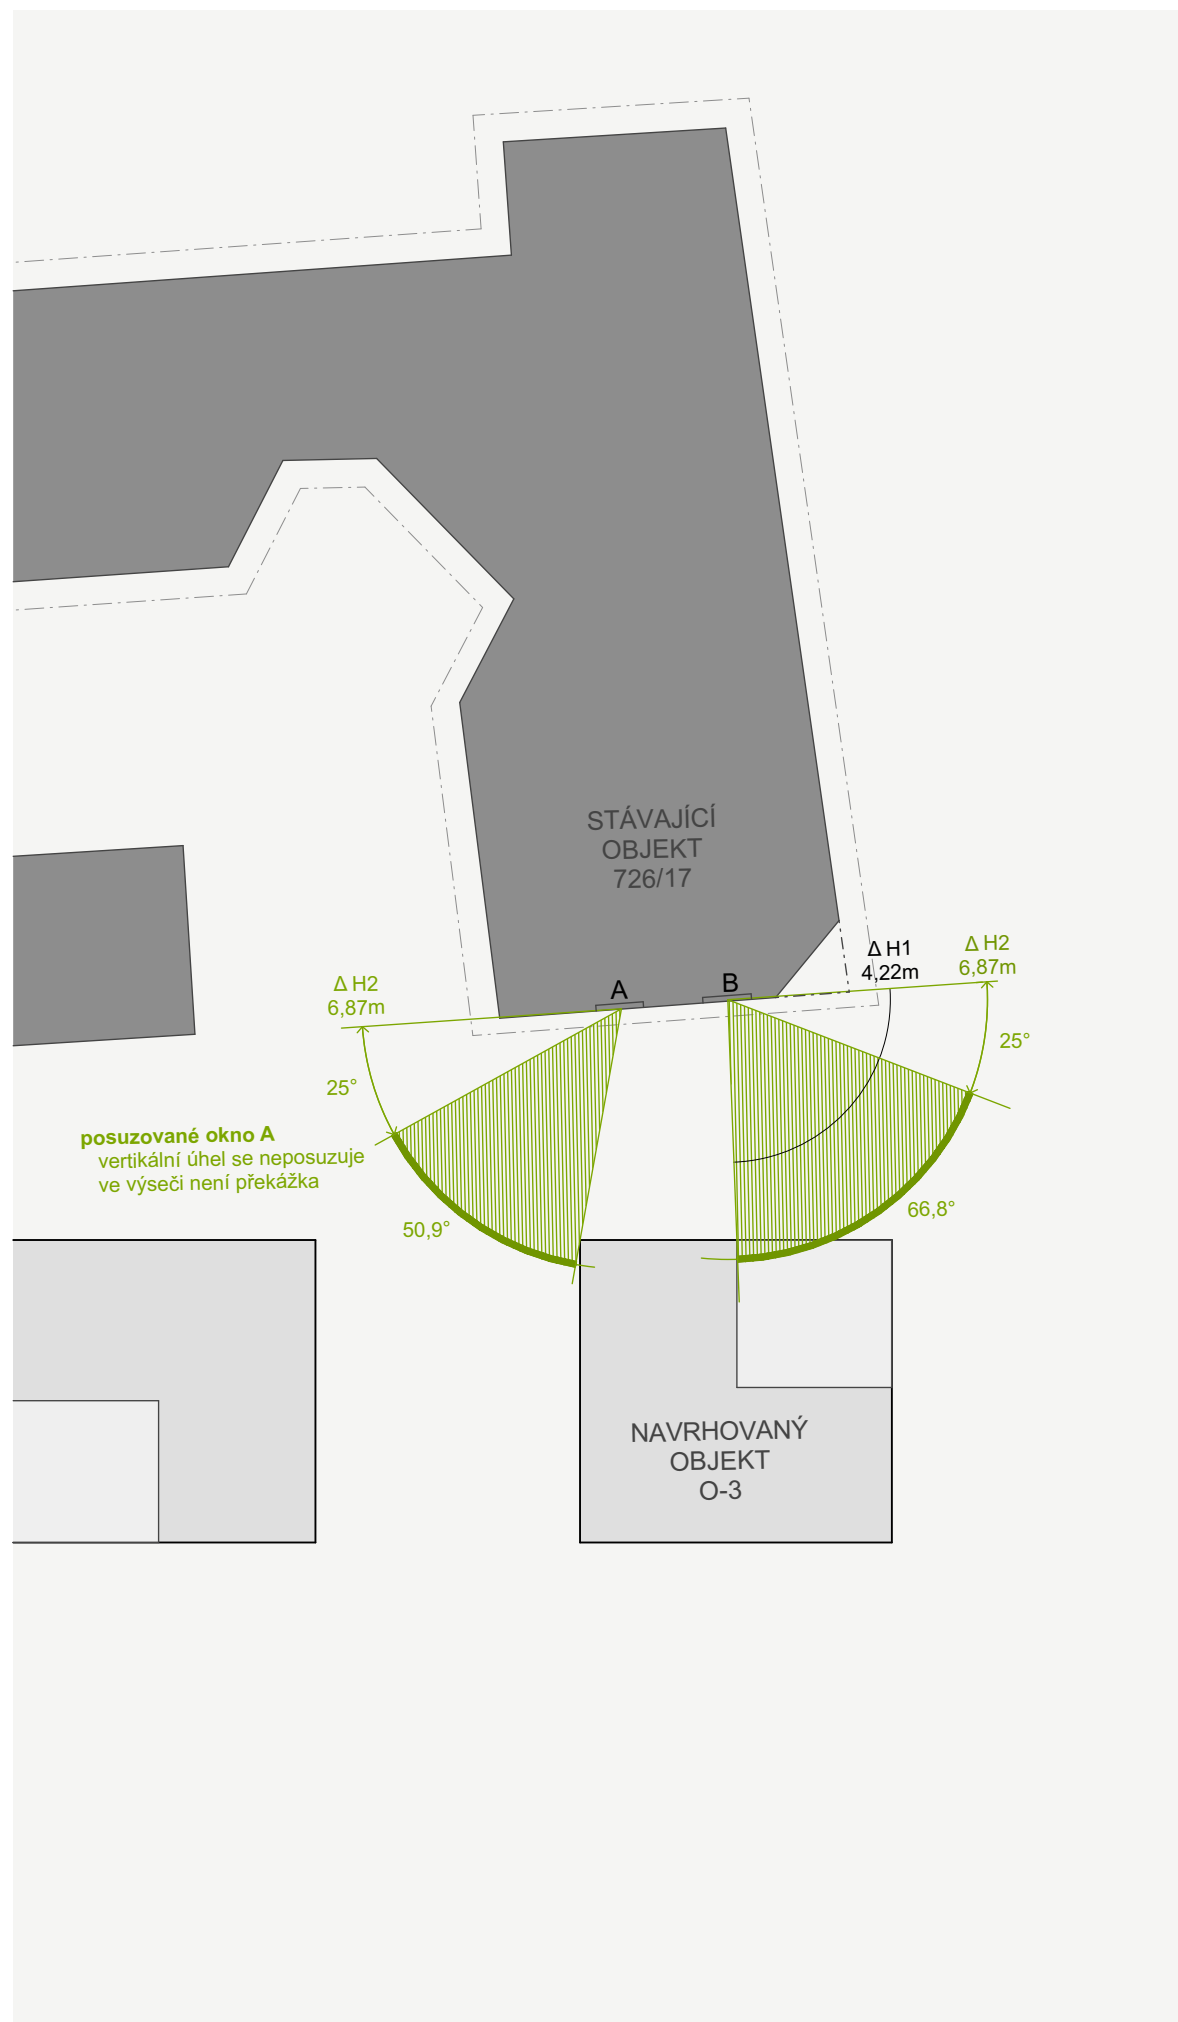 STÁVAJÍCÍ
OBJEKT
726/17
Δ H1
4,22m
Δ H2
6,87m
Δ H2
6,87m
A
B
25°
25°
posuzované okno A
vertikální úhel se neposuzuje
ve výseči není překážka
50,9°
66,8°
NAVRHOVANÝ
OBJEKT
O-3